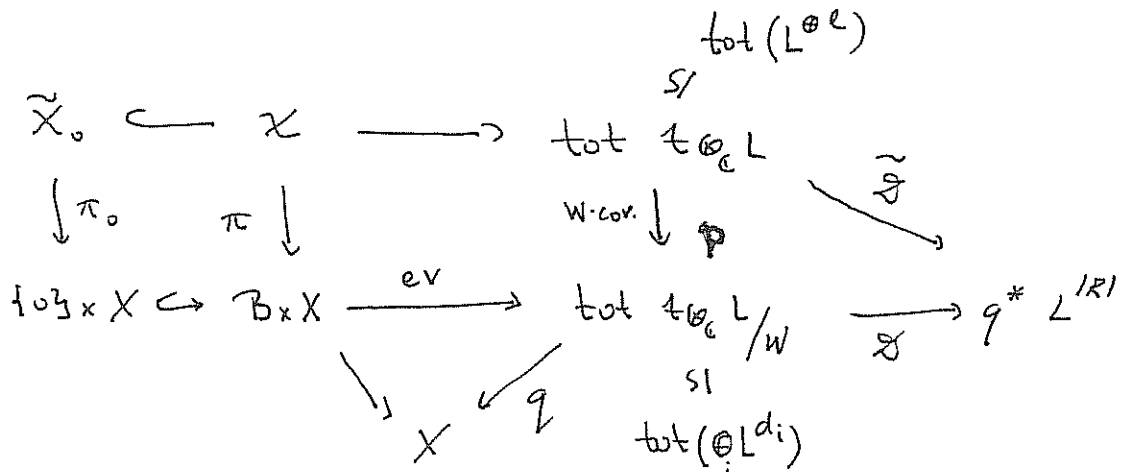 tot (L^{⊕ l})
S/
X̃₀ ⊂— 𝒳 ⟶ tot t⊗_ℂ L
↓π₀ π↓ W-cov. ↓ p 𝔇̃
{0} × X ↪ B × X —ev→ tot t⊗_ℂ L/W —𝔇→ q* L^{|R|}
S|
X q tot (⊕_i L^{d_i})